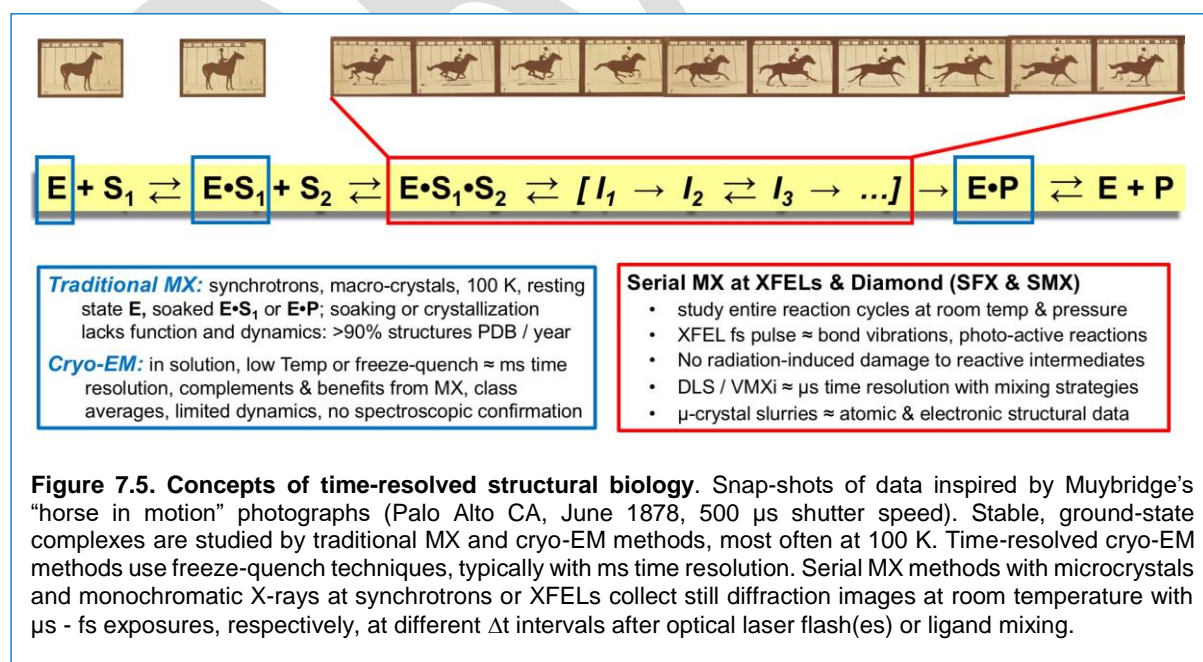 E + S₁ ⇄ E•S₁ + S₂ ⇄ E•S₁•S₂ ⇄ [ I₁ → I₂ ⇄ I₃ → ...] → E•P ⇄ E + P
Traditional MX: synchrotrons, macro-crystals, 100 K, resting
state E, soaked E•S₁ or E•P; soaking or crystallization
lacks function and dynamics: >90% structures PDB / year
Cryo-EM: in solution, low Temp or freeze-quench ≈ ms time
resolution, complements & benefits from MX, class
averages, limited dynamics, no spectroscopic confirmation
Serial MX at XFELs & Diamond (SFX & SMX)
• study entire reaction cycles at room temp & pressure
• XFEL fs pulse ≈ bond vibrations, photo-active reactions
• No radiation-induced damage to reactive intermediates
• DLS / VMXi ≈ µs time resolution with mixing strategies
• µ-crystal slurries ≈ atomic & electronic structural data
Figure 7.5. Concepts of time-resolved structural biology. Snap-shots of data inspired by Muybridge's
"horse in motion" photographs (Palo Alto CA, June 1878, 500 µs shutter speed). Stable, ground-state
complexes are studied by traditional MX and cryo-EM methods, most often at 100 K. Time-resolved cryo-EM
methods use freeze-quench techniques, typically with ms time resolution. Serial MX methods with microcrystals
and monochromatic X-rays at synchrotrons or XFELs collect still diffraction images at room temperature with
µs - fs exposures, respectively, at different Δt intervals after optical laser flash(es) or ligand mixing.